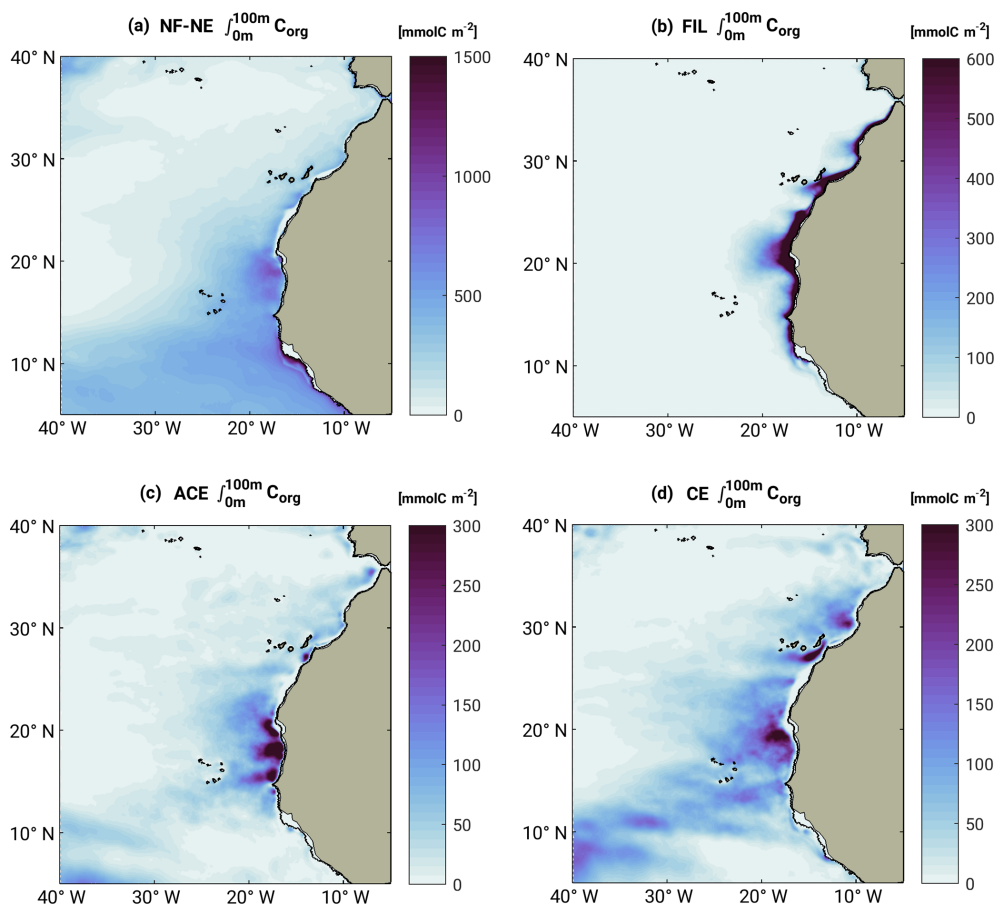 (a) NF-NE ∫₀ₘ¹⁰⁰ᵐ Cₒᵣg [mmolC m⁻²]
(b) FIL ∫₀ₘ¹⁰⁰ᵐ Cₒᵣg [mmolC m⁻²]
40° N
30° N
20° N
10° N
40° W 30° W 20° W 10° W
1500
1000
500
0
40° N
30° N
20° N
10° N
40° W 30° W 20° W 10° W
600
500
400
300
200
100
0
(c) ACE ∫₀ₘ¹⁰⁰ᵐ Cₒᵣg [mmolC m⁻²]
(d) CE ∫₀ₘ¹⁰⁰ᵐ Cₒᵣg [mmolC m⁻²]
40° N
30° N
20° N
10° N
40° W 30° W 20° W 10° W
300
250
200
150
100
50
0
40° N
30° N
20° N
10° N
40° W 30° W 20° W 10° W
300
250
200
150
100
50
0